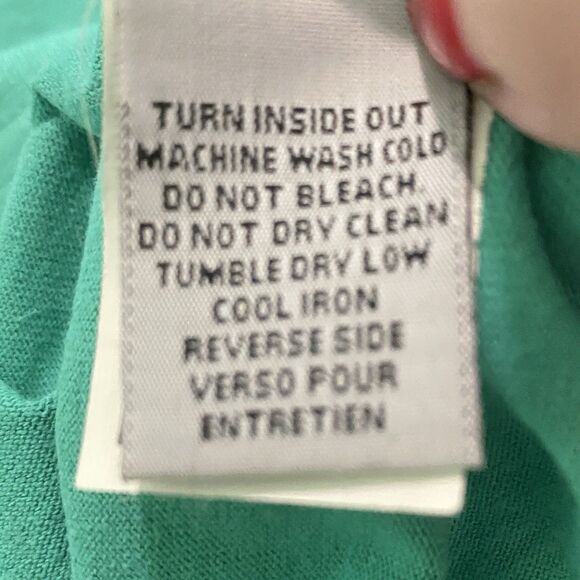 TURN INSIDE OUT
MACHINE WASH COLD
DO NOT BLEACH.
DO NOT DRY CLEAN
TUMBLE DRY LOW
COOL IRON
REVERSE SIDE
VERSO POUR
ENTRETIEN